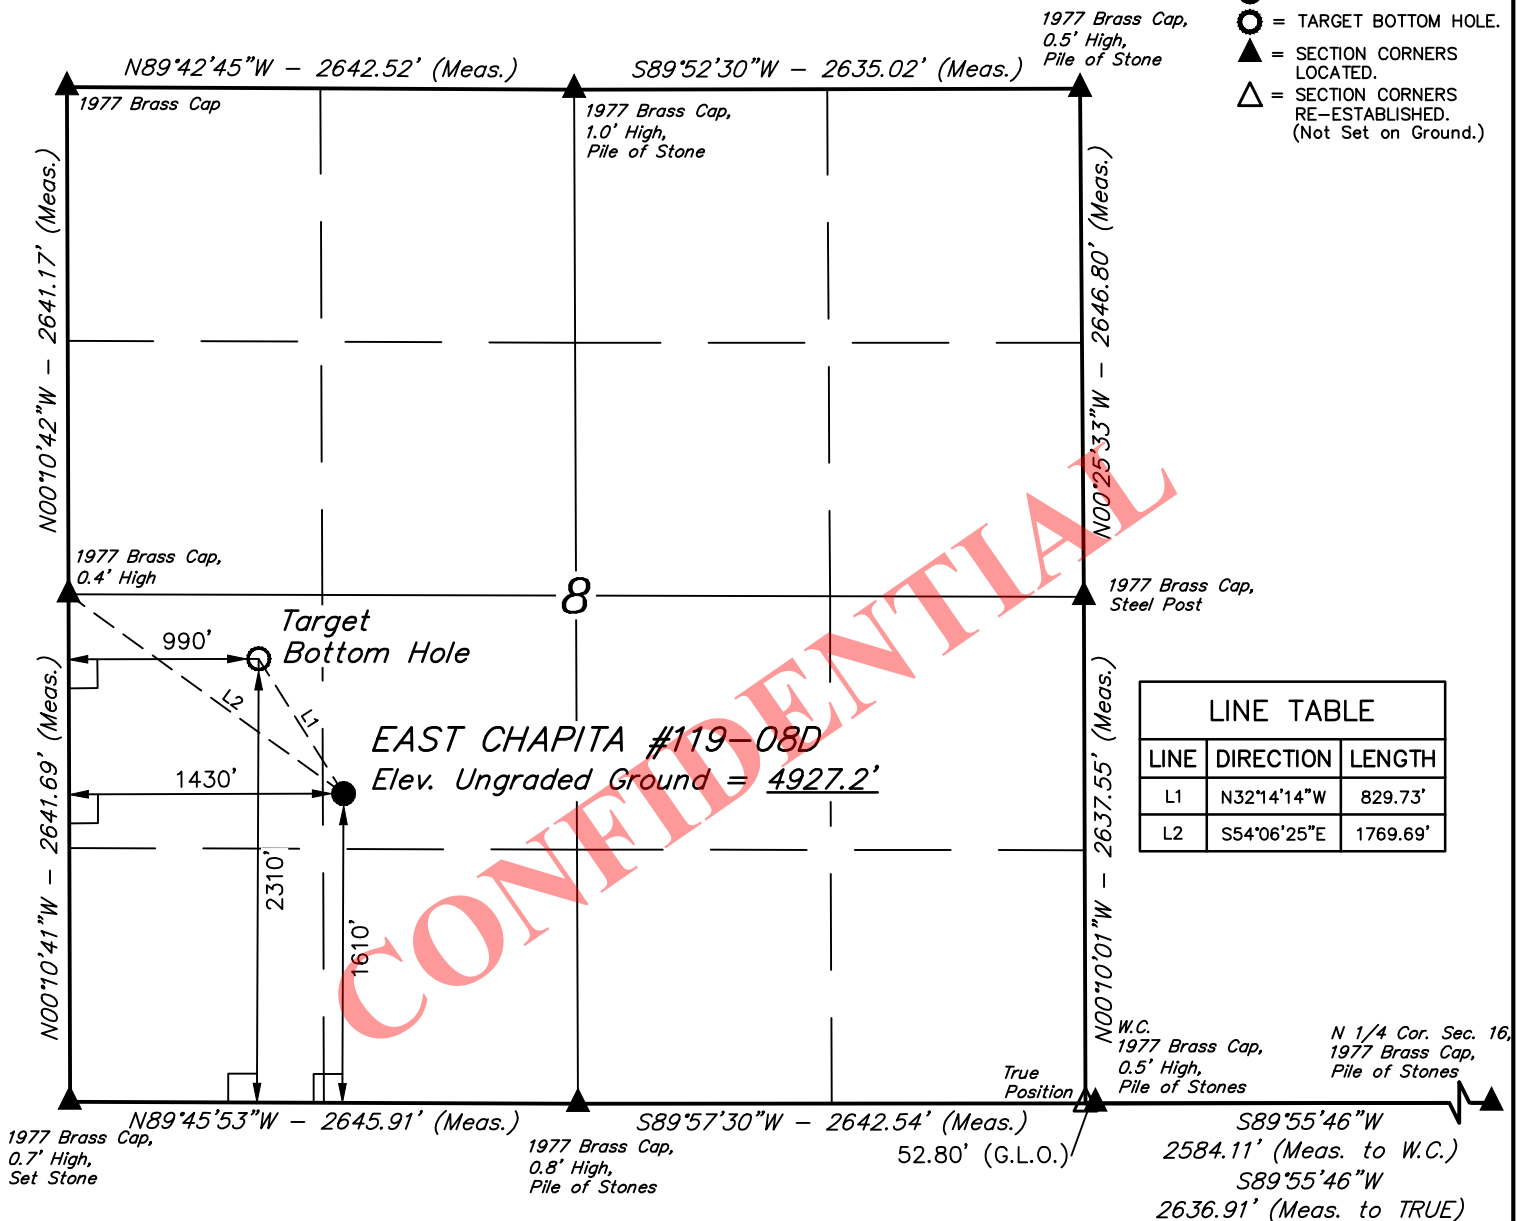 = TARGET BOTTOM HOLE.
= SECTION CORNERS
LOCATED.
= SECTION CORNERS
RE-ESTABLISHED.
(Not Set on Ground.)
1977 Brass Cap,
0.5' High,
Pile of Stone
N89°42'45"W - 2642.52' (Meas.)
S89°52'30"W - 2635.02' (Meas.)
1977 Brass Cap
1977 Brass Cap,
1.0' High,
Pile of Stone
N00°10'42"W - 2641.17' (Meas.)
N00°25'33"W - 2646.80' (Meas.)
1977 Brass Cap,
0.4' High
8
1977 Brass Cap,
Steel Post
Target
Bottom Hole
990'
L2
L1
EAST CHAPITA #119-08D
Elev. Ungraded Ground = 4927.2'
1430'
2310'
1610'
N00°10'41"W - 2641.69' (Meas.)
N00°10'01"W - 2637.55' (Meas.)
LINE TABLE
LINE DIRECTION LENGTH
L1 N32°14'14"W 829.73'
L2 S54°06'25"E 1769.69'
CONFIDENTIAL
W.C.
1977 Brass Cap,
0.5' High,
Pile of Stones
N 1/4 Cor. Sec. 16,
1977 Brass Cap,
Pile of Stones
True
Position
N89°45'53"W - 2645.91' (Meas.)
S89°57'30"W - 2642.54' (Meas.)
52.80' (G.L.O.)
S89°55'46"W
2584.11' (Meas. to W.C.)
S89°55'46"W
2636.91' (Meas. to TRUE)
1977 Brass Cap,
0.7' High,
Set Stone
1977 Brass Cap,
0.8' High,
Pile of Stones